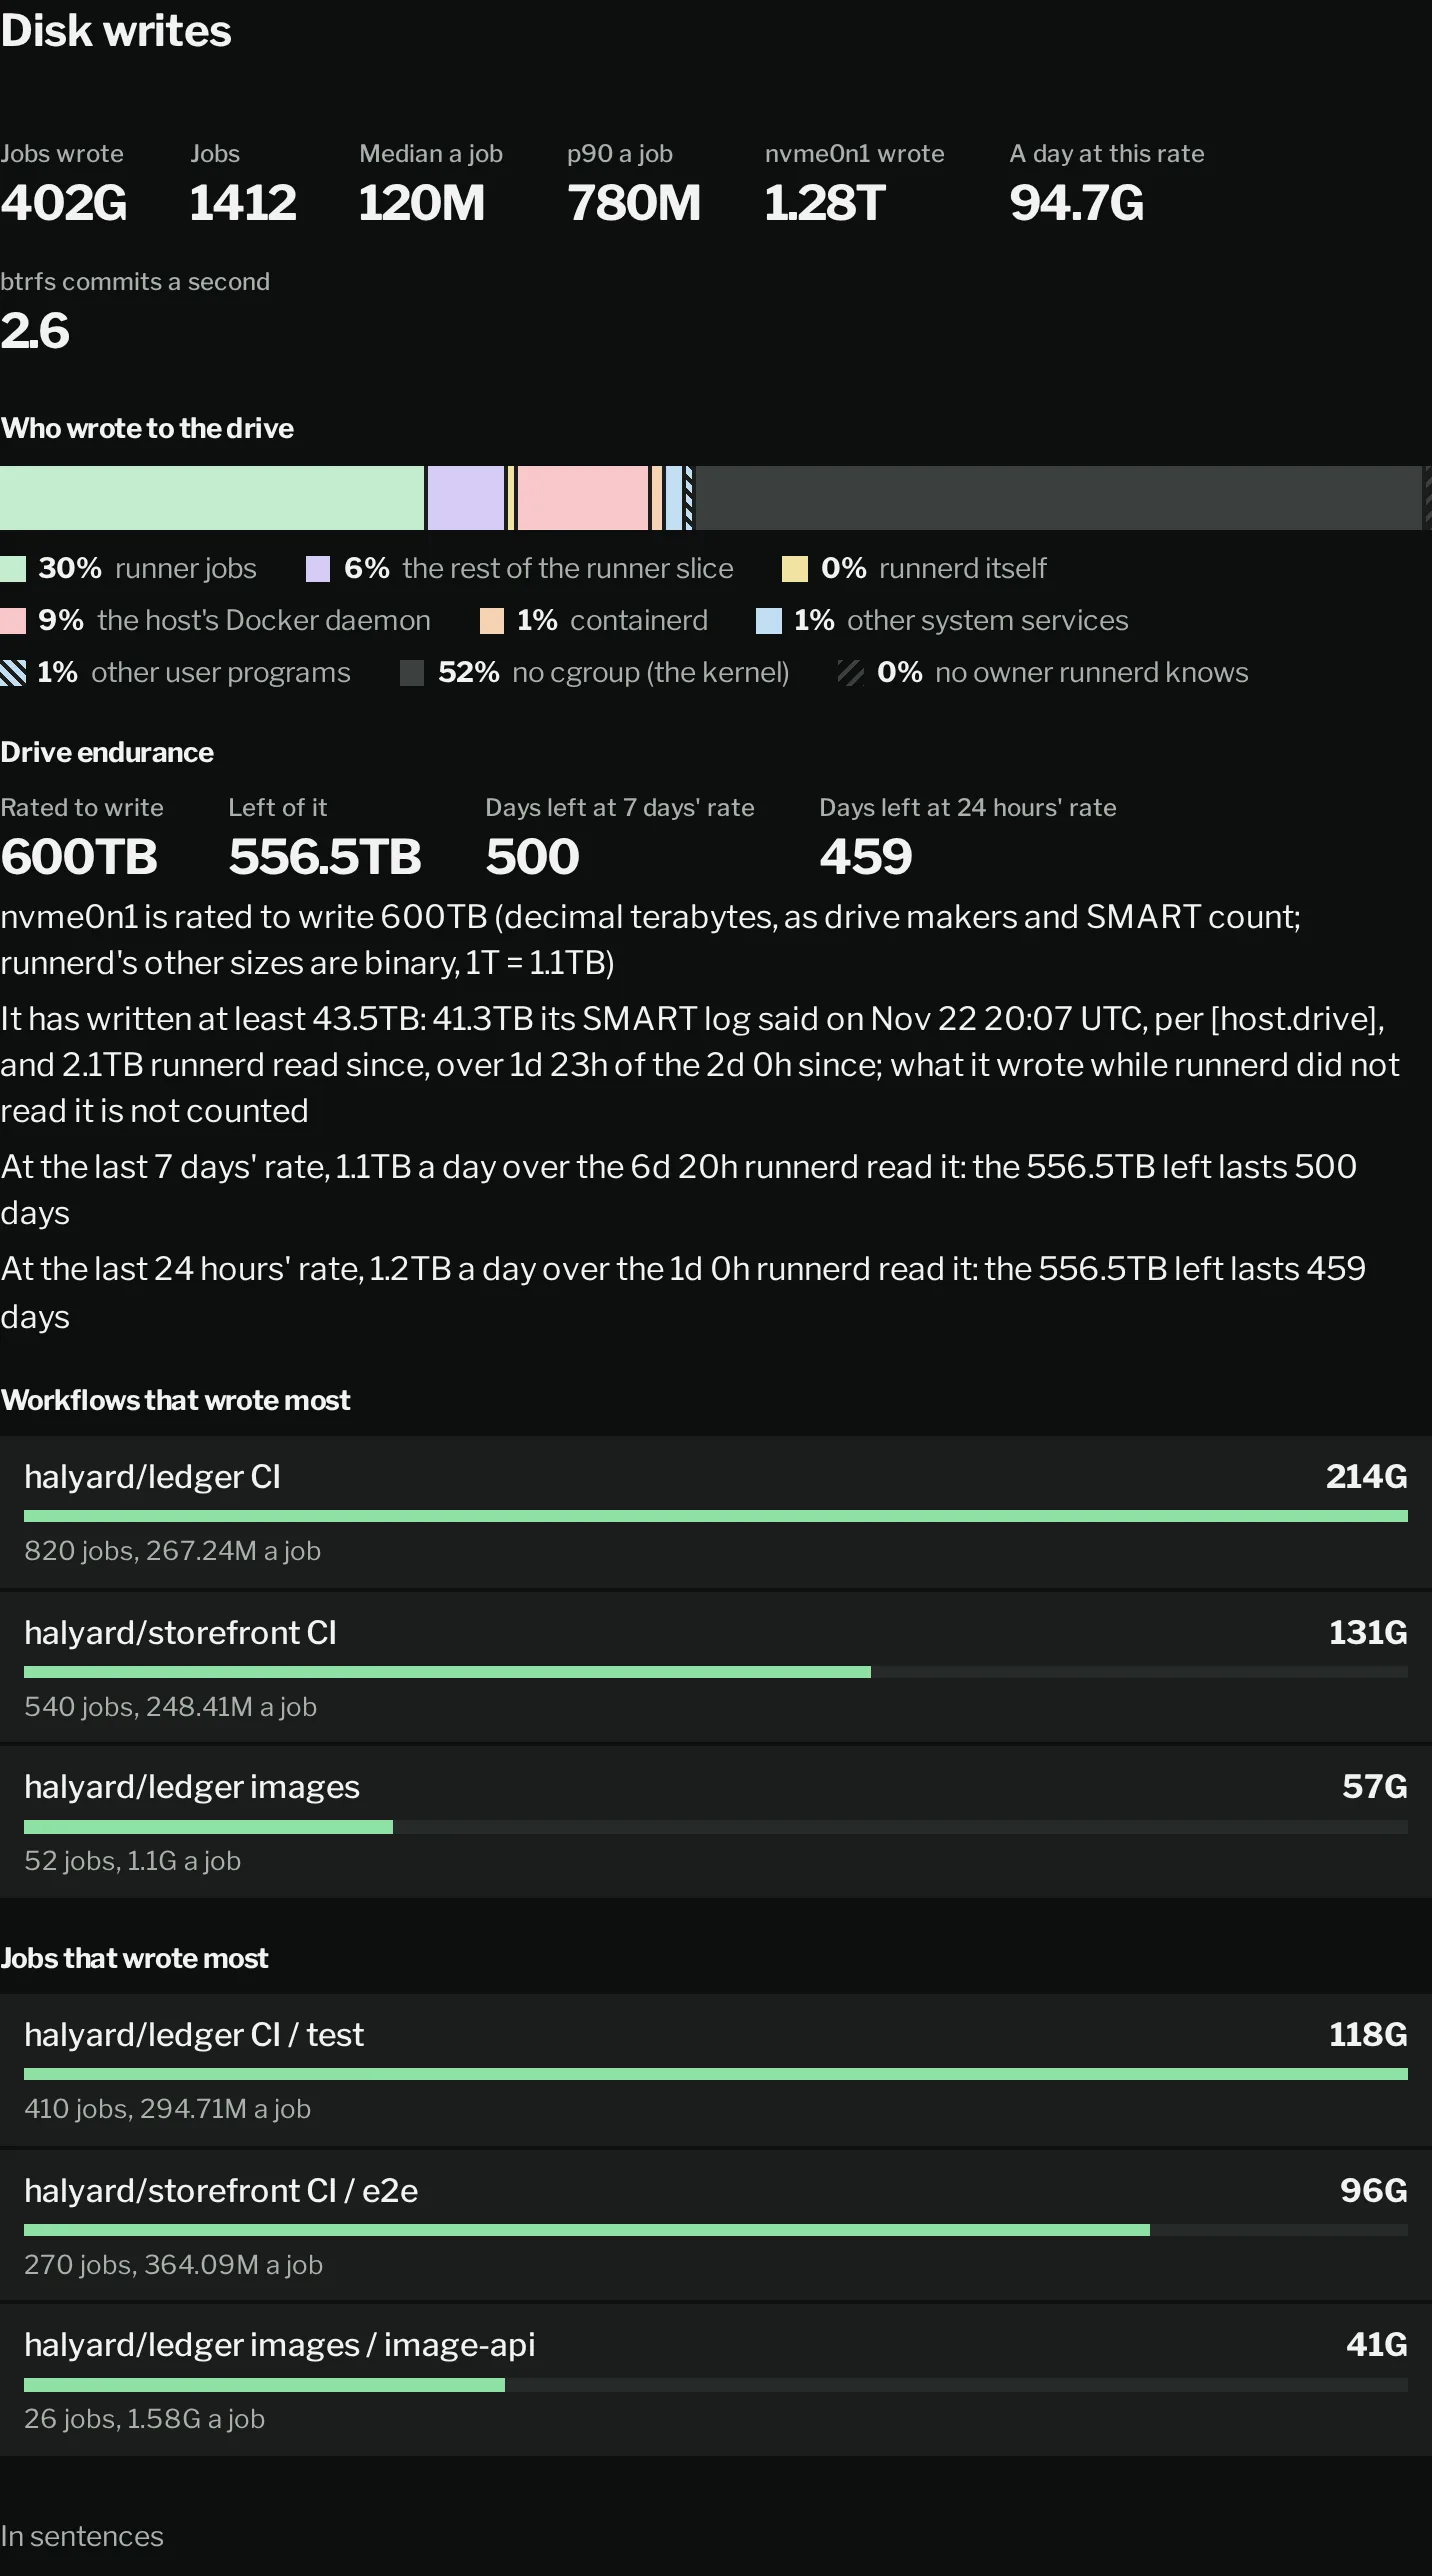 Disk writes
Jobs wrote
402G
Jobs
1412
Median a job
120M
p90 a job
780M
nvme0n1 wrote
1.28T
A day at this rate
94.7G
btrfs commits a second
2.6
Who wrote to the drive
30% runner jobs
6% the rest of the runner slice
0% runnerd itself
9% the host's Docker daemon
1% containerd
1% other system services
1% other user programs
52% no cgroup (the kernel)
0% no owner runnerd knows
Drive endurance
Rated to write
600TB
Left of it
556.5TB
Days left at 7 days' rate
500
Days left at 24 hours' rate
459
nvme0n1 is rated to write 600TB (decimal terabytes, as drive makers and SMART count;
runnerd's other sizes are binary, 1T = 1.1TB)
It has written at least 43.5TB: 41.3TB its SMART log said on Nov 22 20:07 UTC, per [host.drive],
and 2.1TB runnerd read since, over 1d 23h of the 2d 0h since; what it wrote while runnerd did not
read it is not counted
At the last 7 days' rate, 1.1TB a day over the 6d 20h runnerd read it: the 556.5TB left lasts 500
days
At the last 24 hours' rate, 1.2TB a day over the 1d 0h runnerd read it: the 556.5TB left lasts 459
days
Workflows that wrote most
halyard/ledger CI 214G
820 jobs, 267.24M a job
halyard/storefront CI 131G
540 jobs, 248.41M a job
halyard/ledger images 57G
52 jobs, 1.1G a job
Jobs that wrote most
halyard/ledger CI / test 118G
410 jobs, 294.71M a job
halyard/storefront CI / e2e 96G
270 jobs, 364.09M a job
halyard/ledger images / image-api 41G
26 jobs, 1.58G a job
In sentences